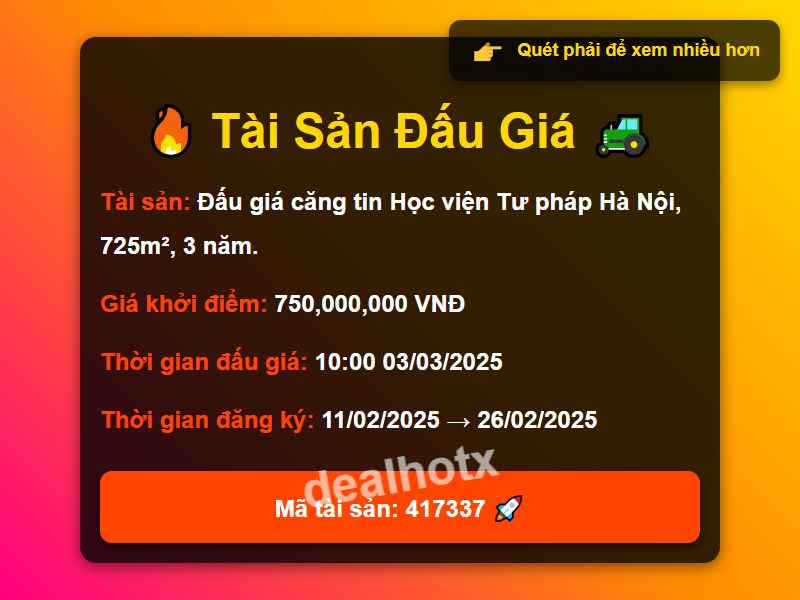 Quét phải để xem nhiều hơn
Tài Sản Đấu Giá
Tài sản: Đấu giá căng tin Học viện Tư pháp Hà Nội,
725m², 3 năm.
Giá khởi điểm: 750,000,000 VNĐ
Thời gian đấu giá: 10:00 03/03/2025
Thời gian đăng ký: 11/02/2025 → 26/02/2025
dealhotx
Mã tài sản: 417337